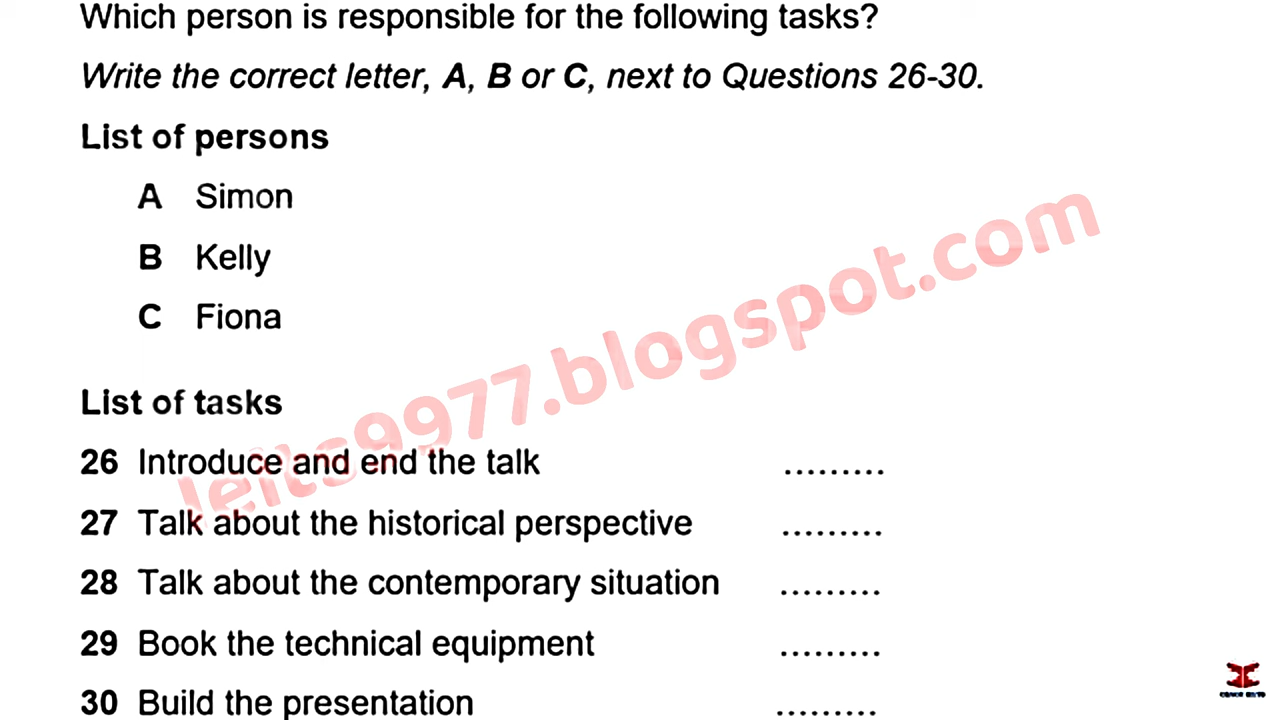 Which person is responsible for the following tasks?
Write the correct letter, A, B or C, next to Questions 26-30.
List of persons
A Simon
B Kelly
C Fiona
List of tasks
26 Introduce and end the talk .........
27 Talk about the historical perspective .........
28 Talk about the contemporary situation .........
29 Book the technical equipment .........
30 Build the presentation .........
leits9977.blogspot.com